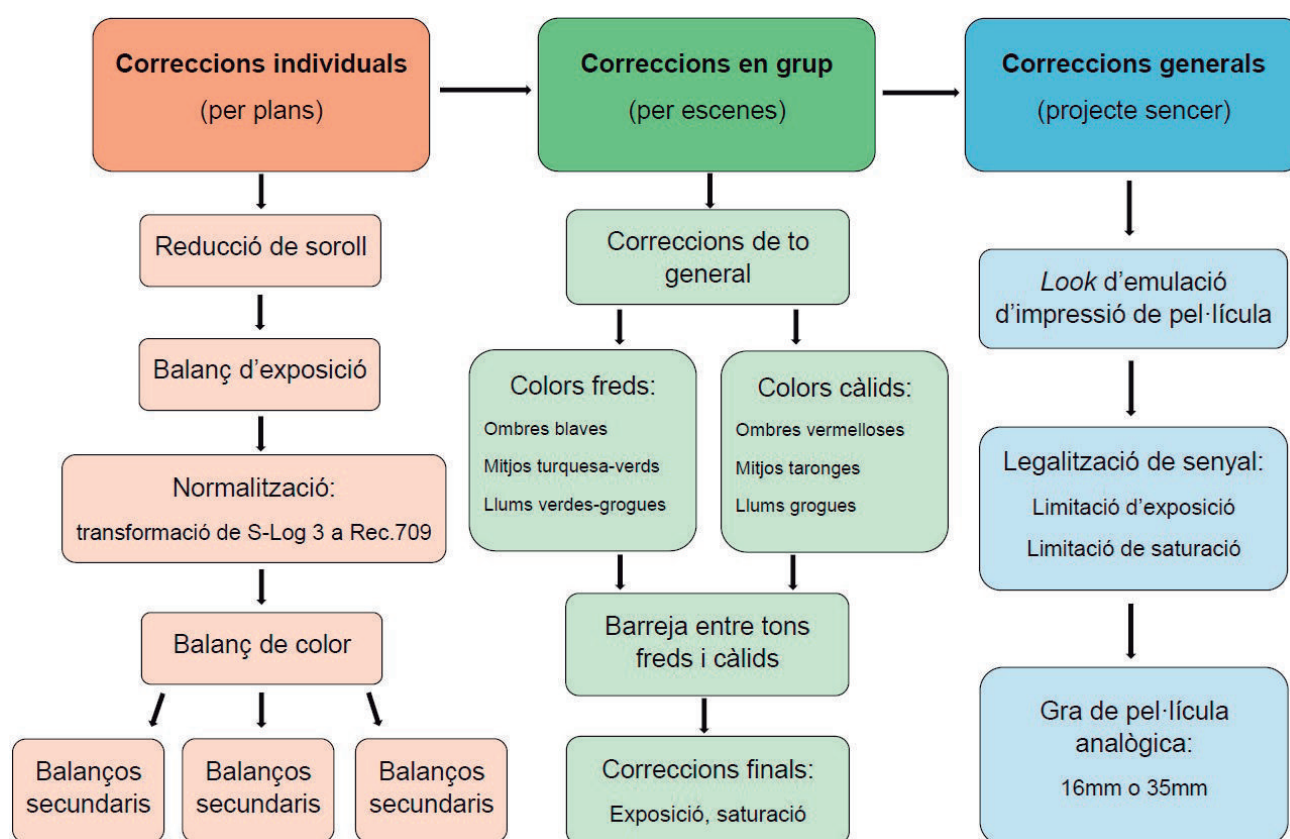 Correccions individuals
(per plans)
Reducció de soroll
Balanç d’exposició
Normalització:
transformació de S-Log 3 a Rec.709
Balanç de color
Balanços
secundaris
Balanços
secundaris
Balanços
secundaris
Correccions en grup
(per escenes)
Correccions de to
general
Colors freds:
Ombres blaves
Mitjos turquesa-verds
Llums verdes-grogues
Colors càlids:
Ombres vermelloses
Mitjos taronges
Llums grogues
Barreja entre tons
freds i càlids
Correccions finals:
Exposició, saturació
Correccions generals
(projecte sencer)
Look d’emulació
d’impressió de pel·lícula
Legalització de senyal:
Limitació d’exposició
Limitació de saturació
Gra de pel·lícula
analògica:
16mm o 35mm